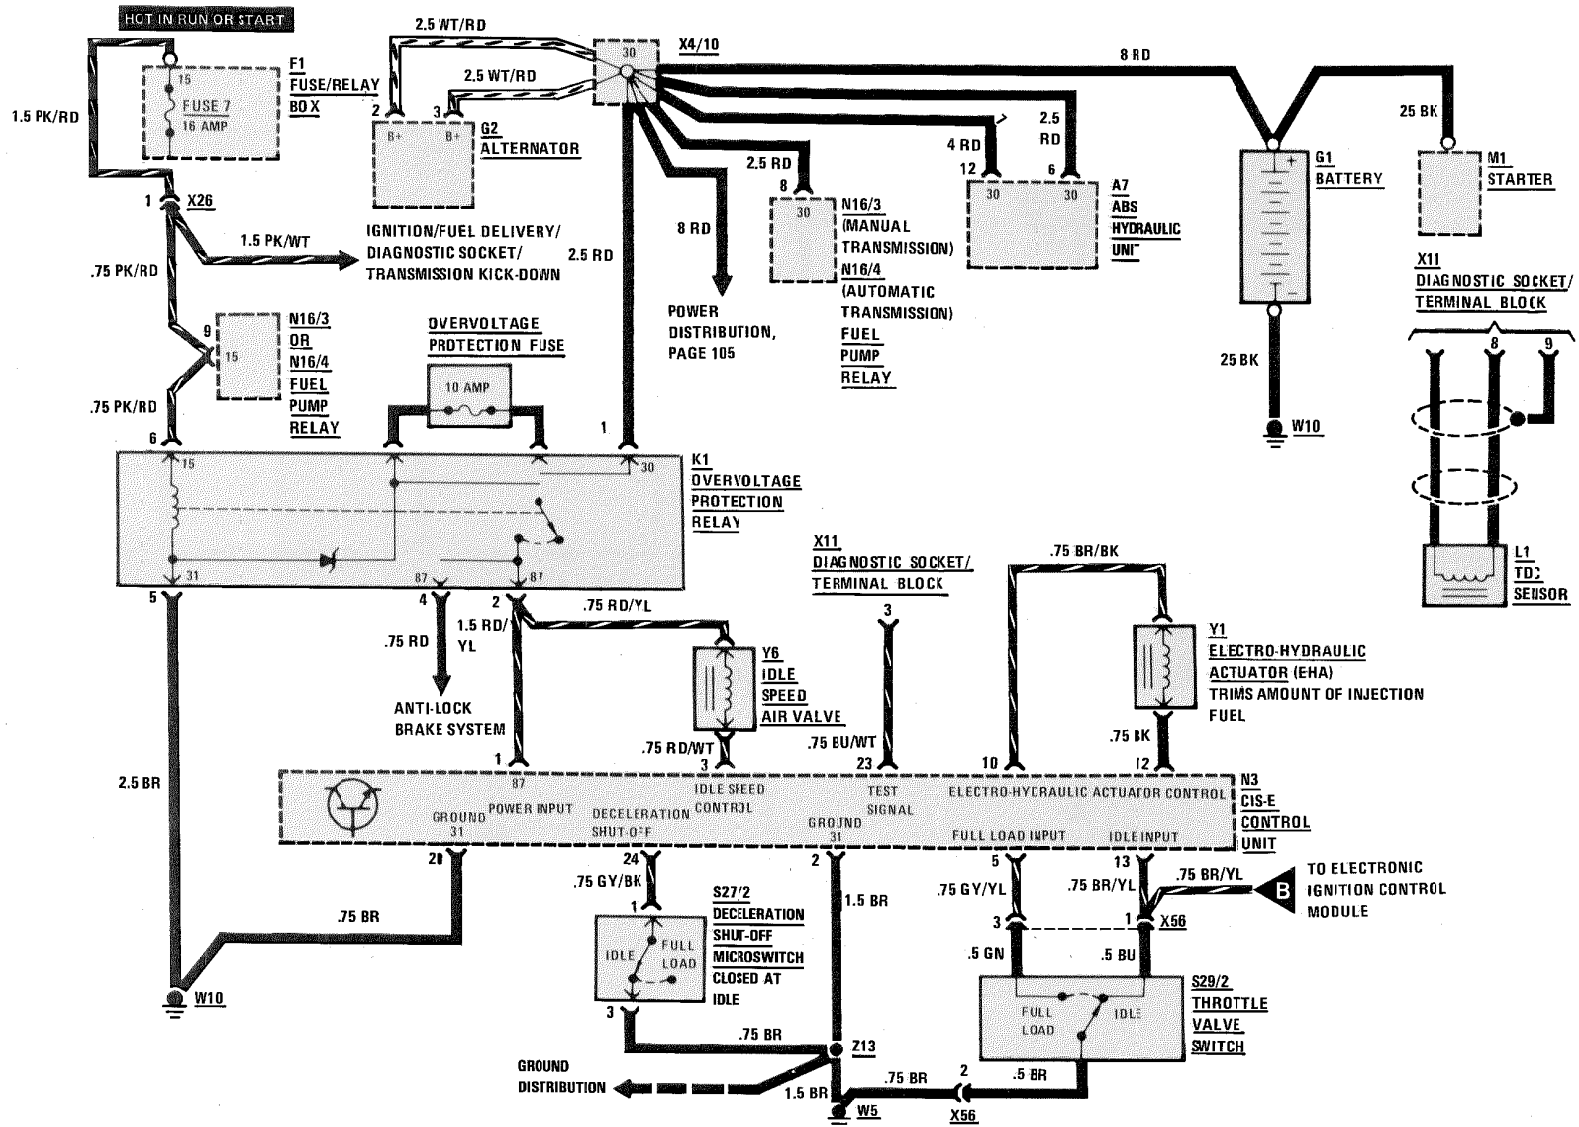 HOT IN RUN OR START
2.5 WT/RD
30
X4/10
8 RD
F1
FUSE/RELAY
BOX
15
FUSE 7
16 AMP
1.5 PK/RD
2.5 WT/RD
2
3
B+
B+
G2
ALTERNATOR
25 BK
2.5
RD
4 RD
12
6
30
30
A7
ABS
HYDRAULIC
UNIT
2.5 RD
8
30
N16/3
(MANUAL
TRANSMISSION)
N16/4
(AUTOMATIC
TRANSMISSION)
FUEL
PUMP
RELAY
G1
BATTERY
+
−
M1
STARTER
1
X26
1.5 PK/WT
IGNITION/FUEL DELIVERY/
DIAGNOSTIC SOCKET/
TRANSMISSION KICK-DOWN
.75 PK/RD
2.5 RD
8 RD
POWER
DISTRIBUTION,
PAGE 105
X11
DIAGNOSTIC SOCKET/
TERMINAL BLOCK
8
9
9
15
N16/3
OR
N16/4
FUEL
PUMP
RELAY
OVERVOLTAGE
PROTECTION FUSE
10 AMP
25 BK
W10
.75 PK/RD
6
1
15
30
K1
OVERVOLTAGE
PROTECTION
RELAY
31
87
87
5
4
2
.75 RD/YL
.75 RD
1.5 RD/
YL
ANTI-LOCK
BRAKE SYSTEM
Y6
IDLE
SPEED
AIR VALVE
X11
DIAGNOSTIC SOCKET/
TERMINAL BLOCK
3
.75 BR/BK
L1
TDC
SENSOR
Y1
ELECTRO-HYDRAULIC
ACTUATOR (EHA)
TRIMS AMOUNT OF INJECTION
FUEL
.75 RD/WT
.75 BU/WT
.75 BK
1
3
23
10
12
2.5 BR
87
POWER INPUT
IDLE SPEED
CONTROL
TEST
SIGNAL
ELECTRO-HYDRAULIC ACTUATOR CONTROL
GROUND
31
DECELERATION
SHUT-OFF
GROUND
31
FULL LOAD INPUT
IDLE INPUT
N3
CIS-E
CONTROL
UNIT
24
2
5
13
.75 GY/BK
1.5 BR
.75 GY/YL
.75 BR/YL
.75 BR/YL
B
TO ELECTRONIC
IGNITION CONTROL
MODULE
.75 BR
1
IDLE
FULL
LOAD
3
S27/2
DECELERATION
SHUT-OFF
MICROSWITCH
CLOSED AT
IDLE
3
1
X56
.5 GN
.5 BU
FULL
LOAD
IDLE
S29/2
THROTTLE
VALVE
SWITCH
W10
.75 BR
Z13
GROUND
DISTRIBUTION
1.5 BR
.75 BR
2
.5 BR
W5
X56